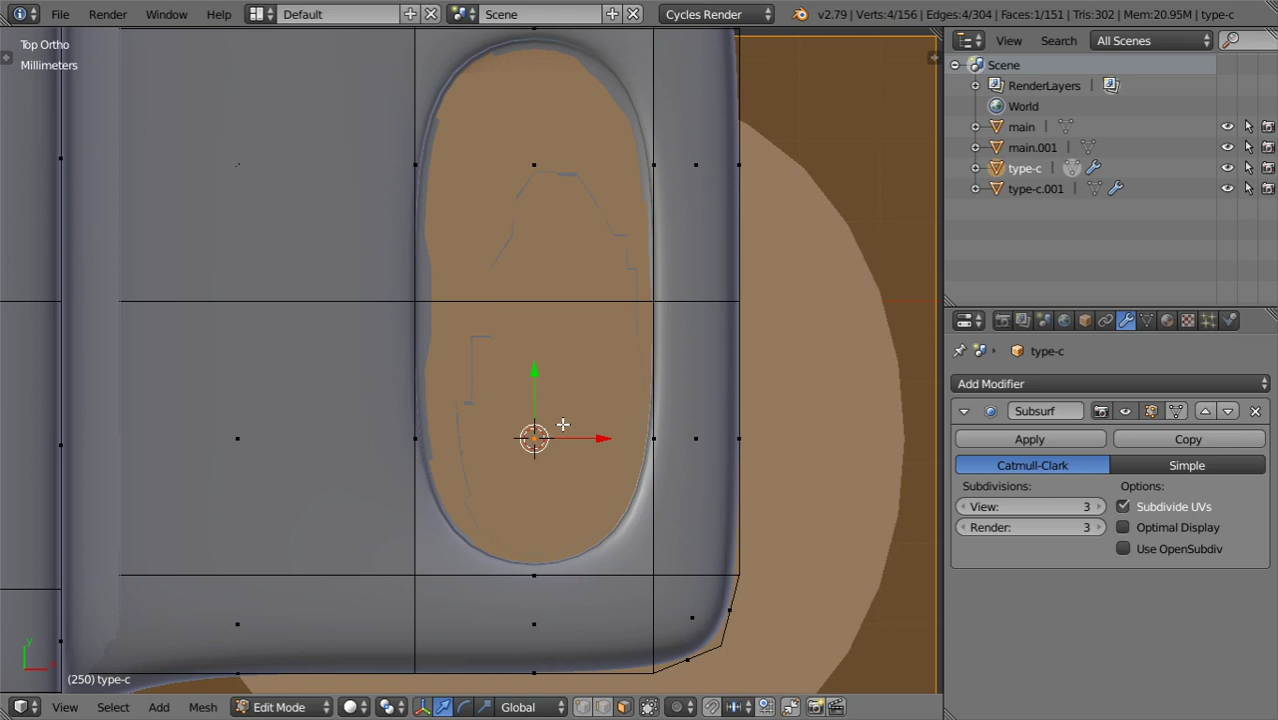 File Render Window Help Default Scene Cycles Render v2.79 | Verts:4/156 | Edges:4/304 | Faces:1/151 | Tris:302 | Mem:20.95M | type-c
Top Ortho
Millimeters
View Search All Scenes
Scene
RenderLayers
World
main
main.001
type-c
type-c.001
type-c
Add Modifier
Subsurf
Apply Copy
Catmull-Clark Simple
Subdivisions: Options:
View: 3 Subdivide UVs
Render: 3 Optimal Display
Use OpenSubdiv
y
x
(250) type-c
View Select Add Mesh Edit Mode Global